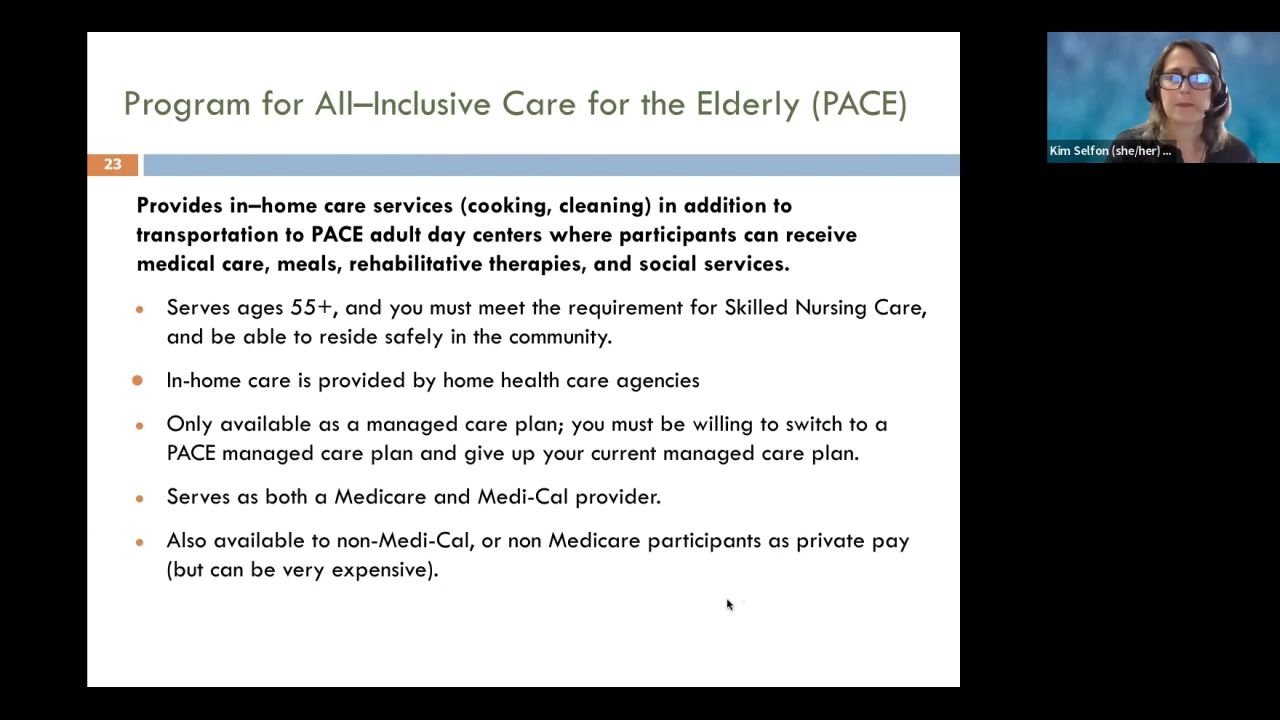 Program for All–Inclusive Care for the Elderly (PACE)
23
Provides in–home care services (cooking, cleaning) in addition to
transportation to PACE adult day centers where participants can receive
medical care, meals, rehabilitative therapies, and social services.
• Serves ages 55+, and you must meet the requirement for Skilled Nursing Care,
and be able to reside safely in the community.
• In-home care is provided by home health care agencies
• Only available as a managed care plan; you must be willing to switch to a
PACE managed care plan and give up your current managed care plan.
• Serves as both a Medicare and Medi-Cal provider.
• Also available to non-Medi-Cal, or non Medicare participants as private pay
(but can be very expensive).
Kim Selfon (she/her) ...